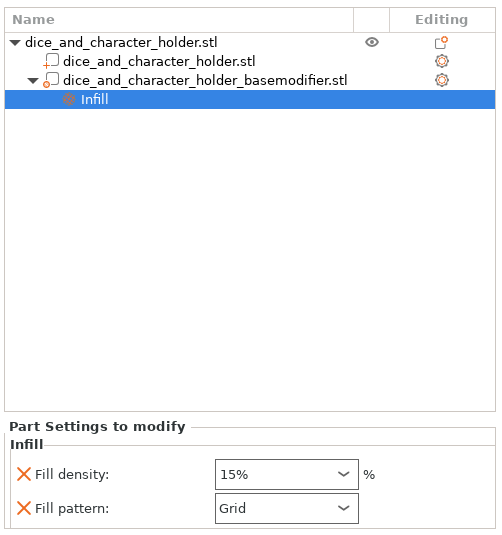 Name Editing
dice_and_character_holder.stl
dice_and_character_holder.stl
dice_and_character_holder_basemodifier.stl
Infill
Part Settings to modify
Infill
Fill density: 15% %
Fill pattern: Grid